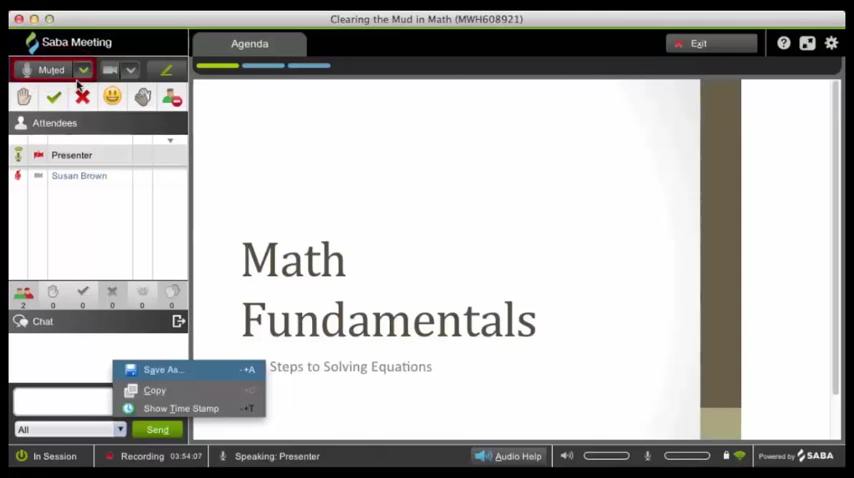 Clearing the Mud in Math (MWH608921)
Saba Meeting
Agenda
Exit
Muted
Attendees
Presenter
Susan Brown
2 0 0 0 0 0
Chat
Save As... -+A
Copy
Show Time Stamp -+T
All
Send
Math
Fundamentals
Steps to Solving Equations
In Session
Recording 03:54:07
Speaking: Presenter
Audio Help
Powered by SABA